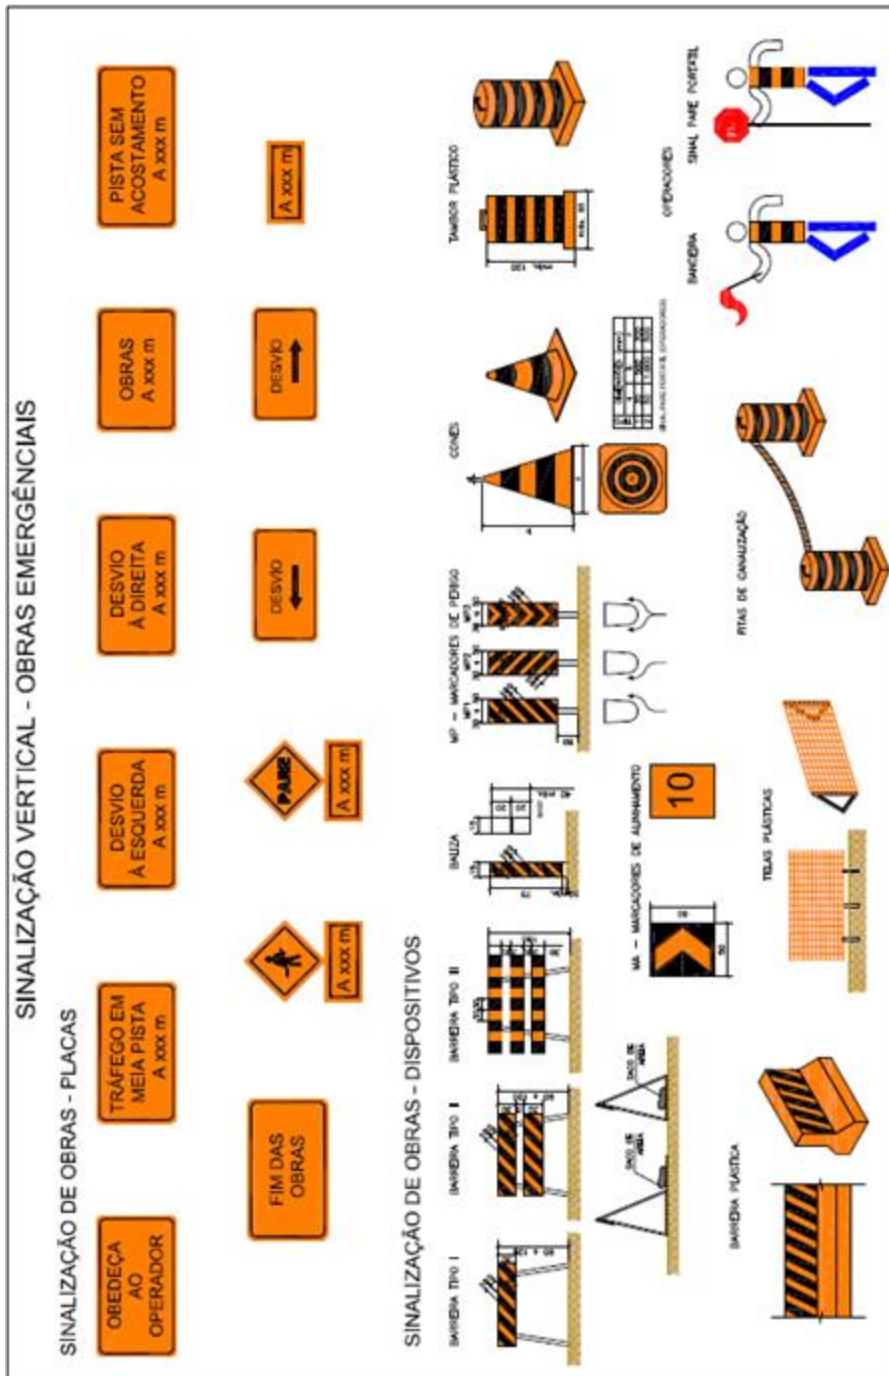 SINALIZAÇÃO VERTICAL - OBRAS EMERGÊNCIAIS
SINALIZAÇÃO DE OBRAS - PLACAS
OBEDEÇA
AO
OPERADOR
TRÁFEGO EM
MEIA PISTA
A xxx m
DESVIO
À ESQUERDA
A xxx m
DESVIO
À DIREITA
A xxx m
OBRAS
A xxx m
PISTA SEM
ACOSTAMENTO
A xxx m
FIM DAS
OBRAS
A xxx m
PARE
A xxx m
DESVIO
DESVIO
A xxx m
SINALIZAÇÃO DE OBRAS - DISPOSITIVOS
BARREIRA TIPO I
BARREIRA TIPO II
BARREIRA TIPO III
BALIZA
MP - MARCADORES DE PERIGO
MP1
MP2
MP3
CONES
TAMBOR PLÁSTICO
SACO DE
AREIA
SACO DE
AREIA
MA - MARCADORES DE ALINHAMENTO
10
BARREIRA PLÁSTICA
TELAS PLÁSTICAS
FITAS DE CANALIZAÇÃO
OPERADORES
BANDEIRA
SINAL PARE PORTÁTIL